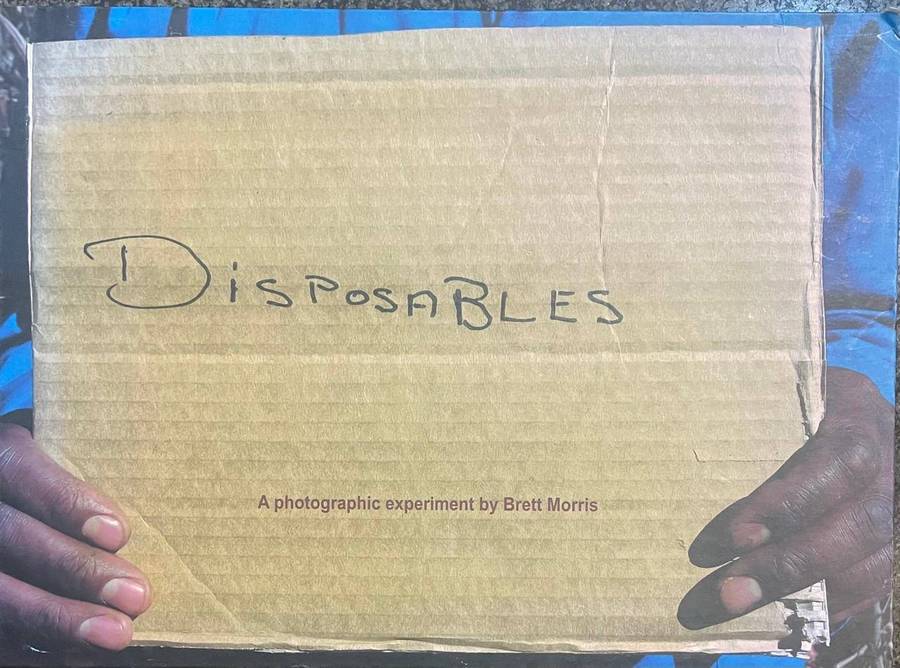 DisposABLES
A photographic experiment by Brett Morris